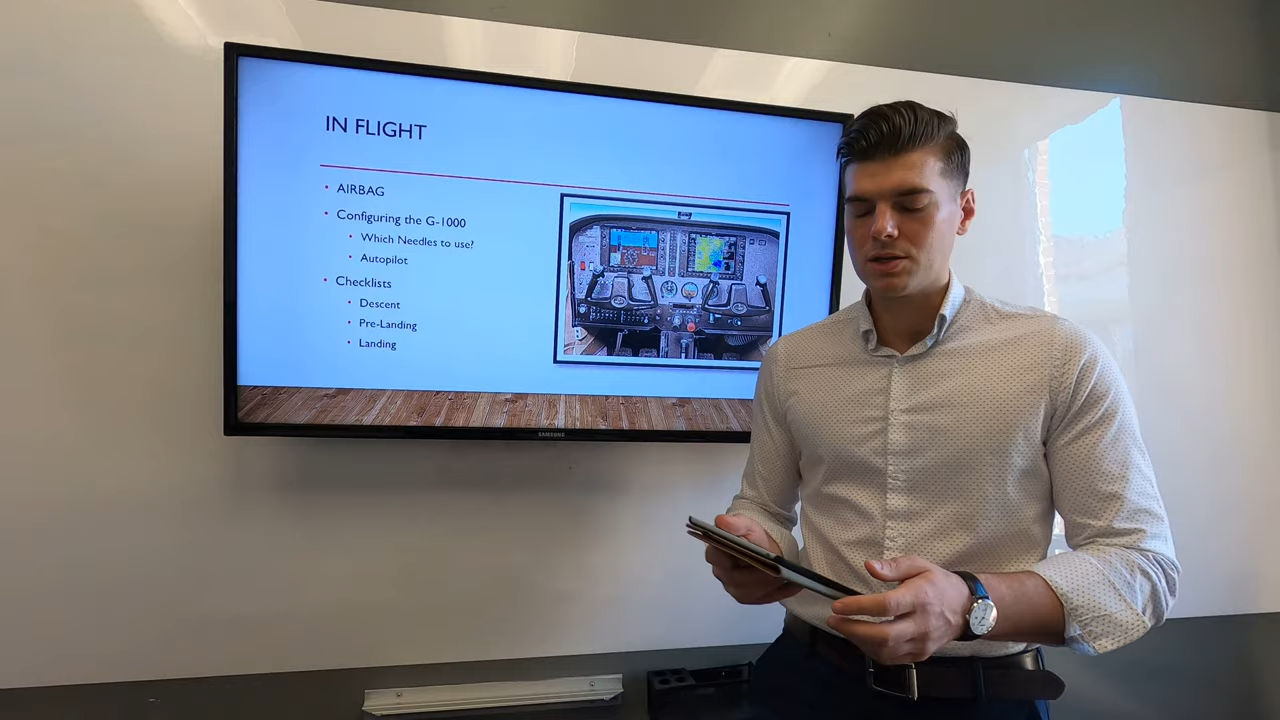 IN FLIGHT
• AIRBAG
• Configuring the G-1000
• Which Needles to use?
• Autopilot
• Checklists
• Descent
• Pre-Landing
• Landing
SAMSUNG